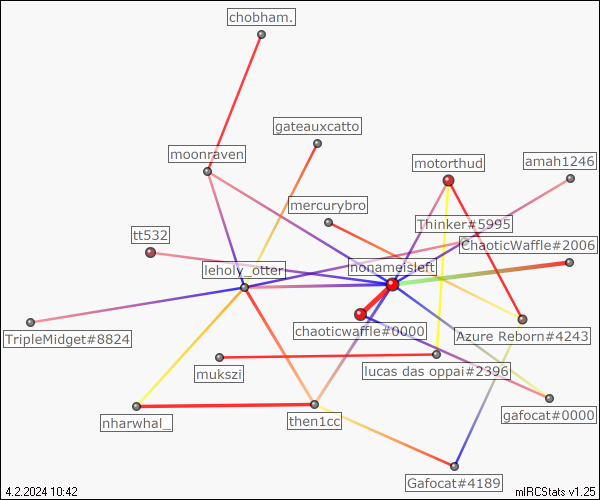 chobham.
gateauxcatto
moonraven
motorthud
amah1246
mercurybro
Thinker#5995
tt532
ChaoticWaffle#2006
leholy_otter
nonameisleft
chaoticwaffle#0000
TripleMidget#8824
Azure Reborn#4243
mukszi
lucas das oppai#2396
nharwhal_
then1cc
gafocat#0000
Gafocat#4189
4.2.2024 10:42
mIRCStats v1.25